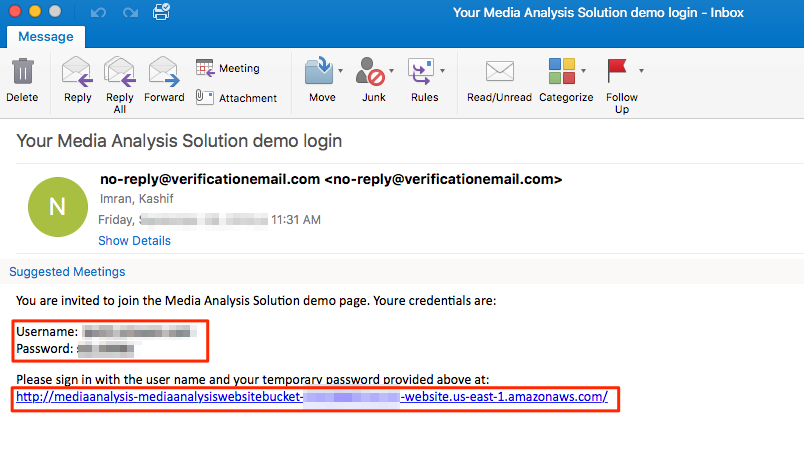 Your Media Analysis Solution demo login – Inbox
Message
Delete
Reply
Reply All
Forward
Meeting
Attachment
Move
Junk
Rules
Read/Unread
Categorize
Follow Up
Your Media Analysis Solution demo login
N
no-reply@verificationemail.com <no-reply@verificationemail.com>
Imran, Kashif
Friday, 11:31 AM
Show Details
Suggested Meetings
You are invited to join the Media Analysis Solution demo page. Youre credentials are:
Username:
Password:
Please sign in with the user name and your temporary password provided above at:
http://mediaanalysis-mediaanalysiswebsitebucket- -website.us-east-1.amazonaws.com/